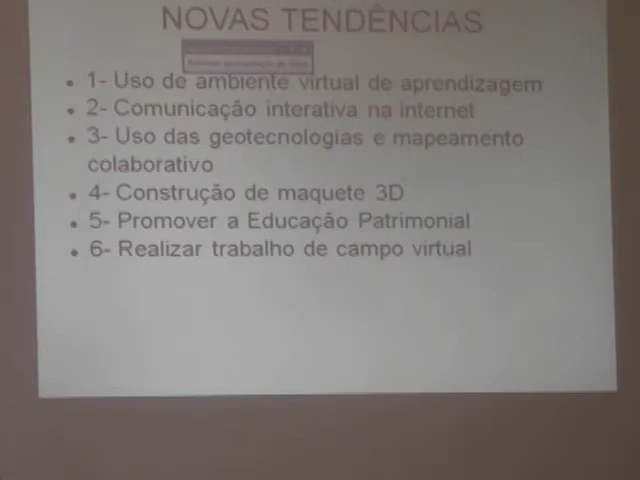 NOVAS TENDÊNCIAS
• 1- Uso de ambiente virtual de aprendizagem
• 2- Comunicação interativa na internet
• 3- Uso das geotecnologias e mapeamento
colaborativo
• 4- Construção de maquete 3D
• 5- Promover a Educação Patrimonial
• 6- Realizar trabalho de campo virtual